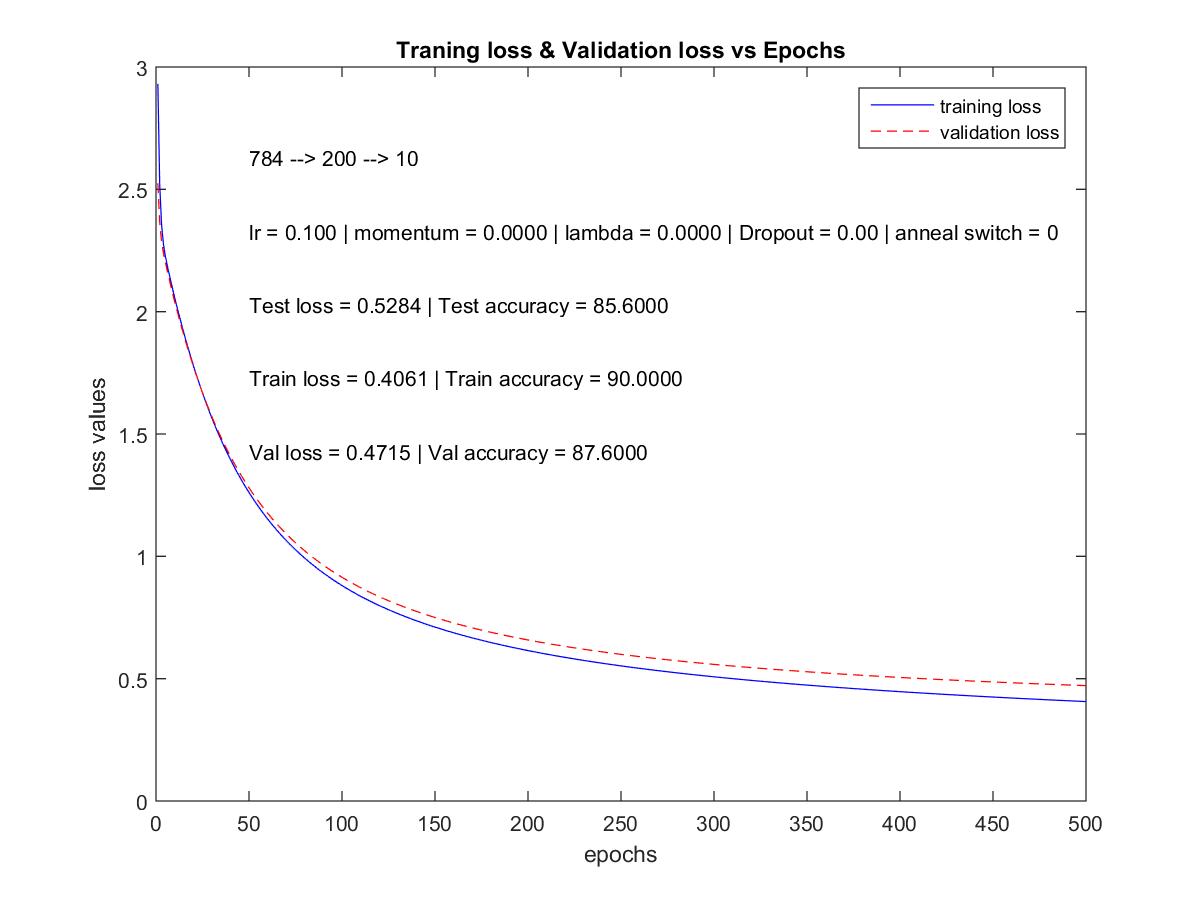 Traning loss & Validation loss vs Epochs
3
training loss
validation loss
784 --> 200 --> 10
2.5
lr = 0.100 | momentum = 0.0000 | lambda = 0.0000 | Dropout = 0.00 | anneal switch = 0
Test loss = 0.5284 | Test accuracy = 85.6000
2
Train loss = 0.4061 | Train accuracy = 90.0000
loss values
1.5
Val loss = 0.4715 | Val accuracy = 87.6000
1
0.5
0
0 50 100 150 200 250 300 350 400 450 500
epochs